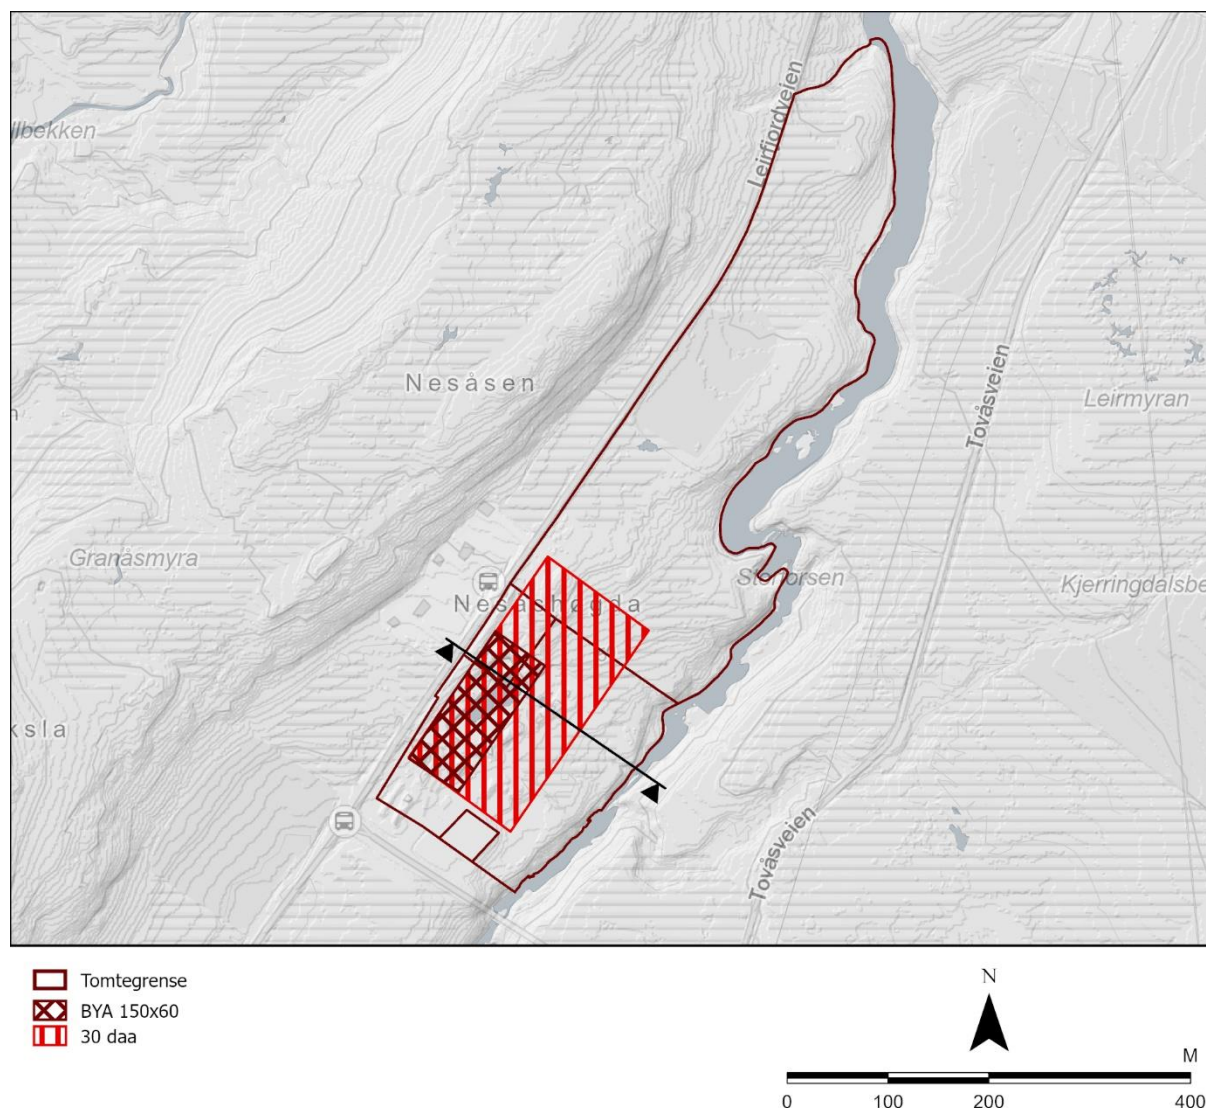 llbekken
Leirfjordveien
Nesåsen
Tovåsveien
Leirmyran
Granåsmyra
Storforsen
Nesåshøgda
Kjerringdalsbe
ksla
Tovåsveien
Tomtegrense
BYA 150x60
30 daa
N
M
0 100 200 400